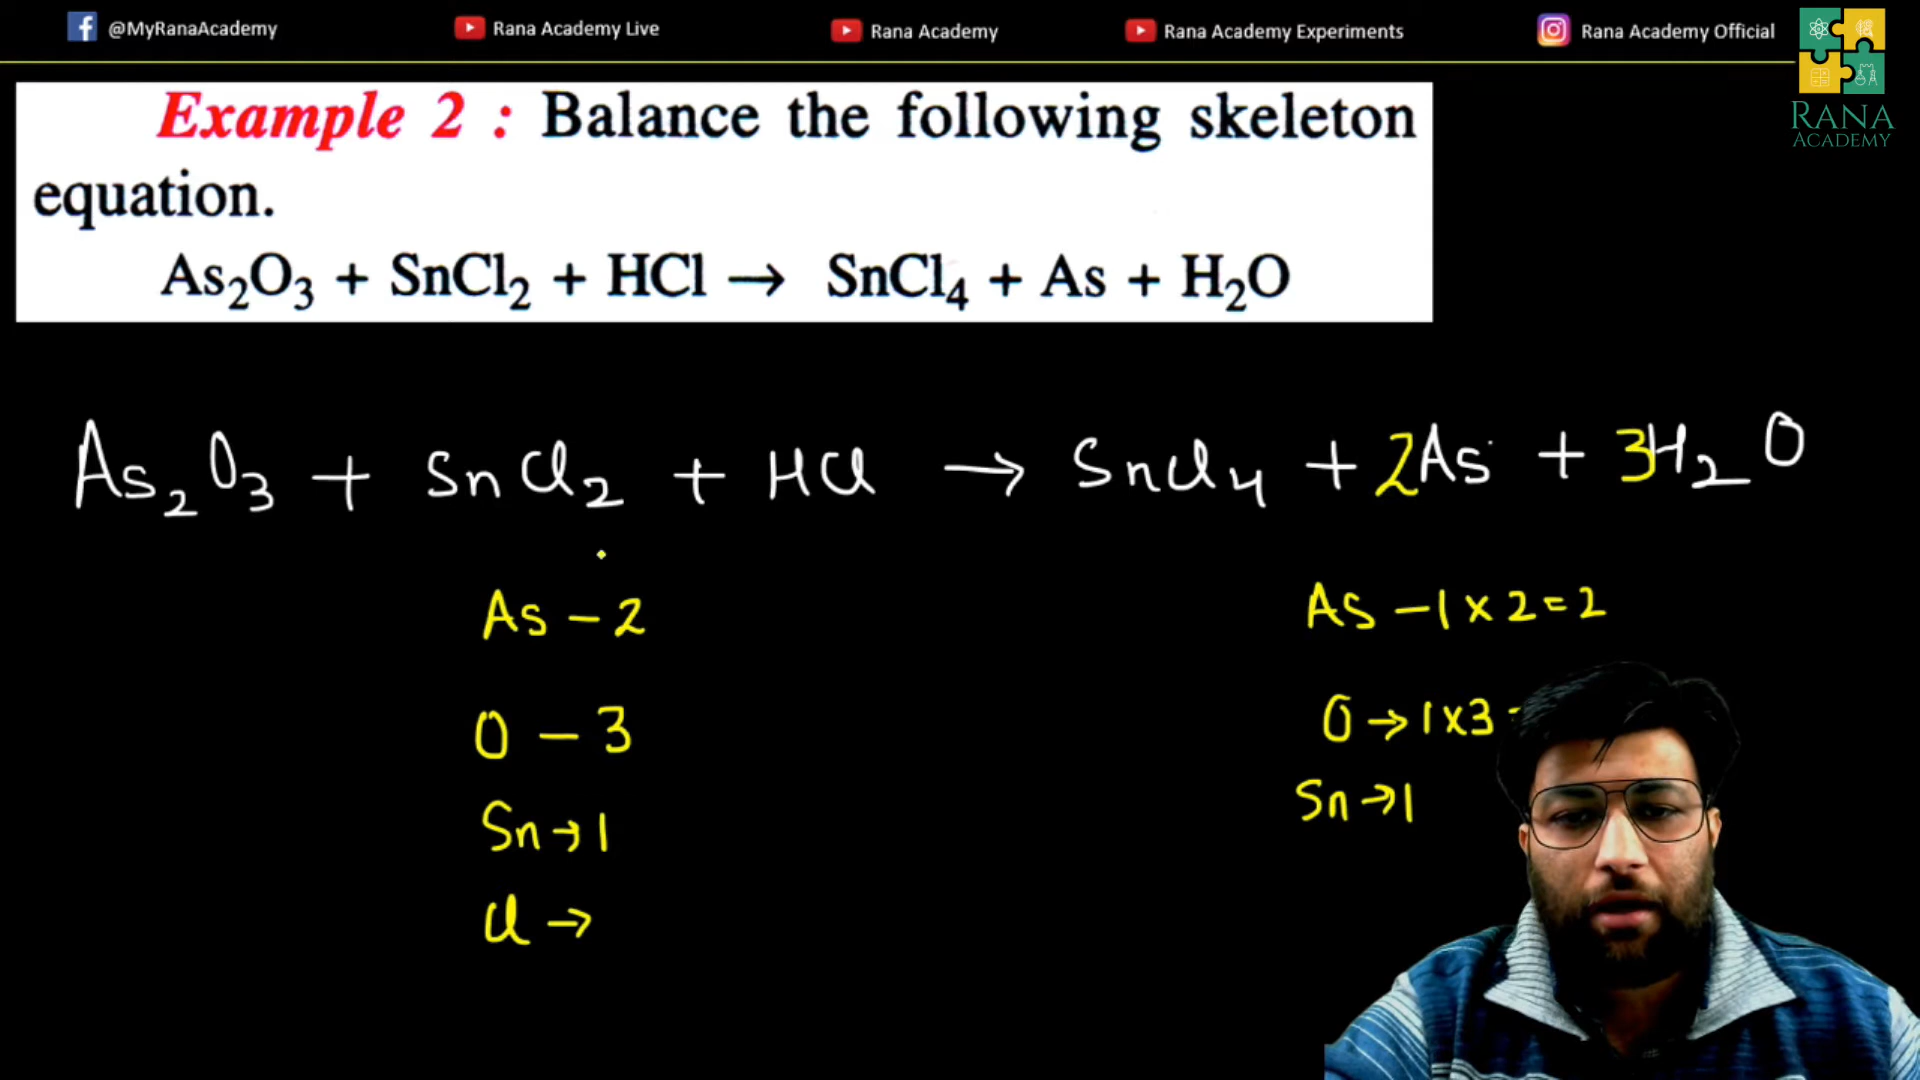 @MyRanaAcademy Rana Academy Live Rana Academy Rana Academy Experiments Rana Academy Official
RANA
ACADEMY
Example 2 : Balance the following skeleton
equation.
As₂O₃ + SnCl₂ + HCl → SnCl₄ + As + H₂O
As₂O₃ + SnCl₂ + HCl → SnCl₄ + 2As + 3H₂O
As – 2 As – 1 x 2 = 2
O – 3 O → 1 x 3
Sn → 1 Sn → 1
Cl →